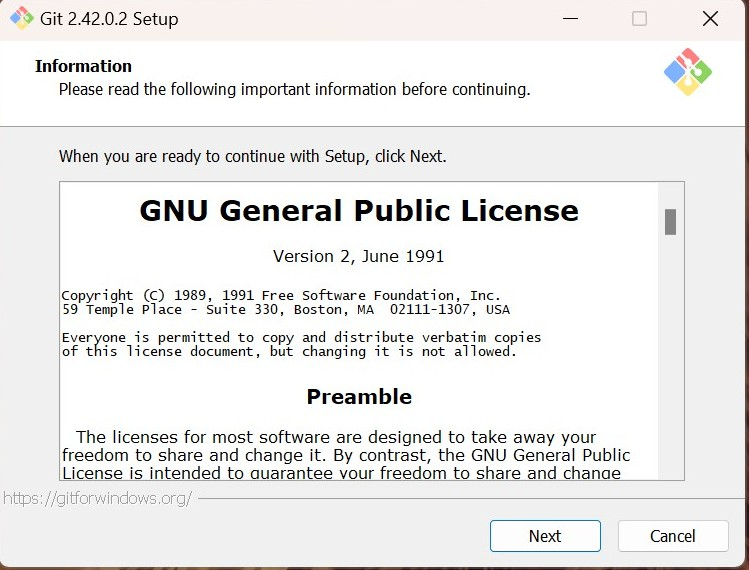 Git 2.42.0.2 Setup
Information
Please read the following important information before continuing.
When you are ready to continue with Setup, click Next.
GNU General Public License
Version 2, June 1991
Copyright (C) 1989, 1991 Free Software Foundation, Inc.
59 Temple Place - Suite 330, Boston, MA  02111-1307, USA
Everyone is permitted to copy and distribute verbatim copies
of this license document, but changing it is not allowed.
Preamble
The licenses for most software are designed to take away your
freedom to share and change it. By contrast, the GNU General Public
License is intended to guarantee your freedom to share and change
https://gitforwindows.org/
Next
Cancel